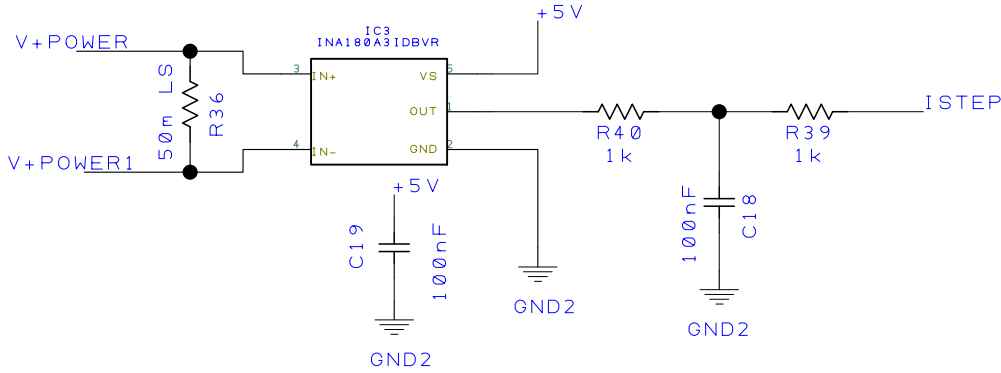 +5V
IC3
INA180A3IDBVR
V+POWER
3
IN+
VS
5
50m LS
R36
OUT
1
ISTEP
R40
1k
R39
1k
V+POWER1
4
IN-
GND
2
+5V
C19
100nF
100nF
C18
GND2
GND2
GND2